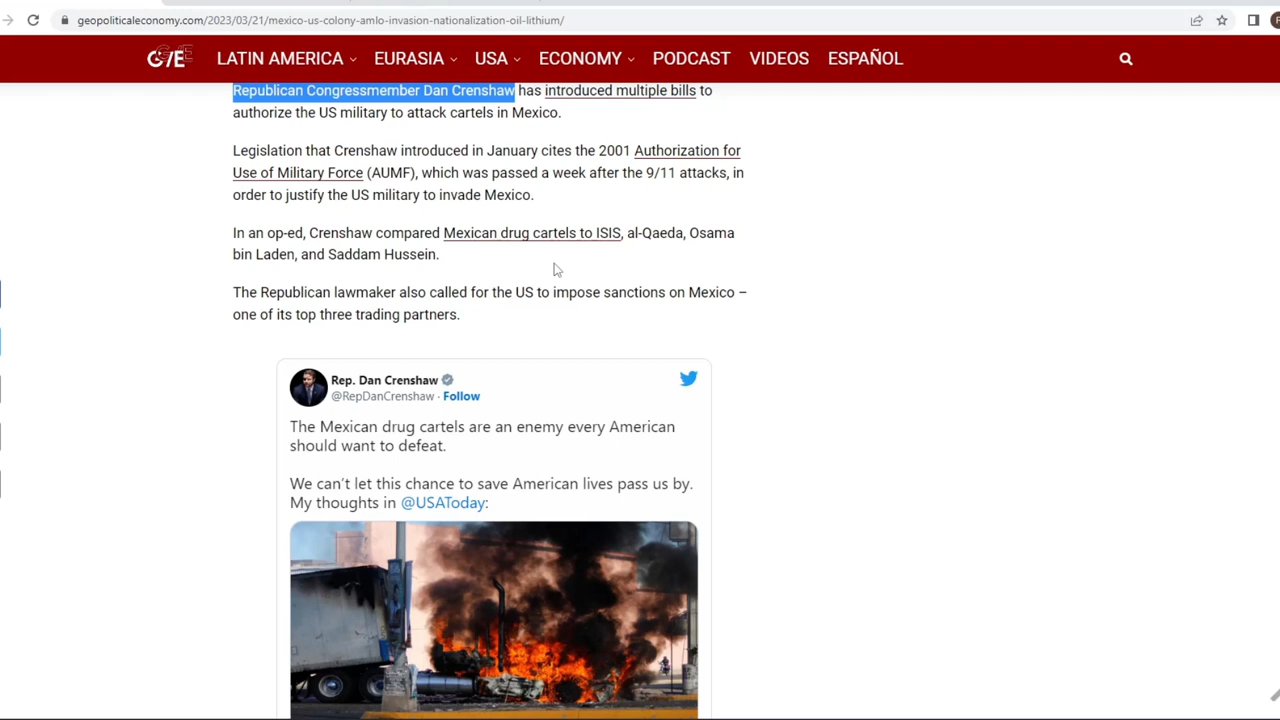 geopoliticaleconomy.com/2023/03/21/mexico-us-colony-amlo-invasion-nationalization-oil-lithium/
LATIN AMERICA EURASIA USA ECONOMY PODCAST VIDEOS ESPAÑOL
Republican Congressmember Dan Crenshaw has introduced multiple bills to
authorize the US military to attack cartels in Mexico.
Legislation that Crenshaw introduced in January cites the 2001 Authorization for
Use of Military Force (AUMF), which was passed a week after the 9/11 attacks, in
order to justify the US military to invade Mexico.
In an op-ed, Crenshaw compared Mexican drug cartels to ISIS, al-Qaeda, Osama
bin Laden, and Saddam Hussein.
The Republican lawmaker also called for the US to impose sanctions on Mexico –
one of its top three trading partners.
Rep. Dan Crenshaw
@RepDanCrenshaw · Follow
The Mexican drug cartels are an enemy every American
should want to defeat.
We can't let this chance to save American lives pass us by.
My thoughts in @USAToday: